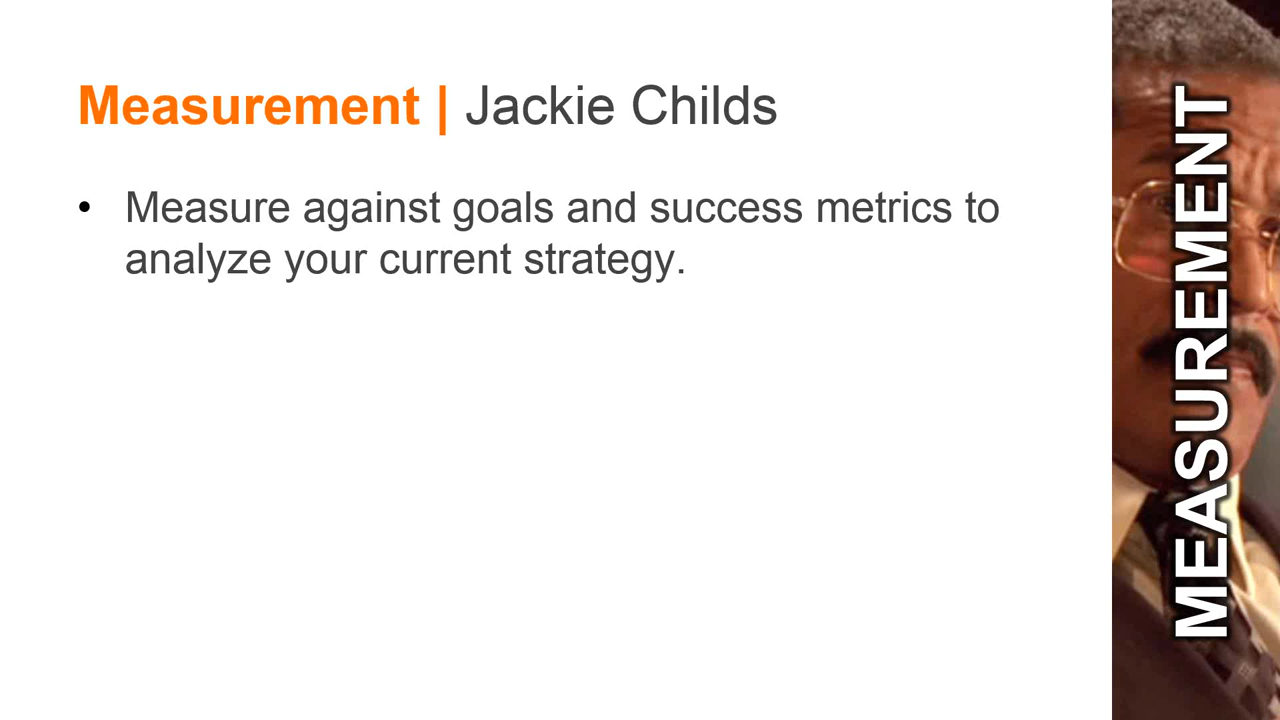 Measurement | Jackie Childs
• Measure against goals and success metrics to
analyze your current strategy.
MEASUREMENT